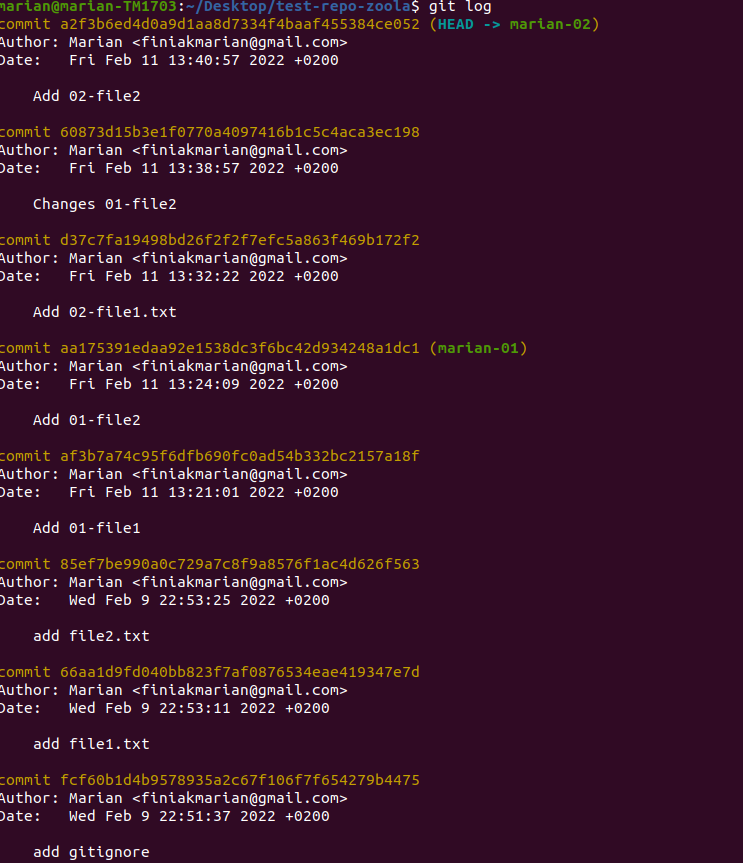 marian@marian-TM1703:~/Desktop/test-repo-zoola$ git log
commit a2f3b6ed4d0a9d1aa8d7334f4baaf455384ce052 (HEAD -> marian-02)
Author: Marian <finiakmarian@gmail.com>
Date:   Fri Feb 11 13:40:57 2022 +0200
Add 02-file2
commit 60873d15b3e1f0770a4097416b1c5c4aca3ec198
Author: Marian <finiakmarian@gmail.com>
Date:   Fri Feb 11 13:38:57 2022 +0200
Changes 01-file2
commit d37c7fa19498bd26f2f2f7efc5a863f469b172f2
Author: Marian <finiakmarian@gmail.com>
Date:   Fri Feb 11 13:32:22 2022 +0200
Add 02-file1.txt
commit aa175391edaa92e1538dc3f6bc42d934248a1dc1 (marian-01)
Author: Marian <finiakmarian@gmail.com>
Date:   Fri Feb 11 13:24:09 2022 +0200
Add 01-file2
commit af3b7a74c95f6dfb690fc0ad54b332bc2157a18f
Author: Marian <finiakmarian@gmail.com>
Date:   Fri Feb 11 13:21:01 2022 +0200
Add 01-file1
commit 85ef7be990a0c729a7c8f9a8576f1ac4d626f563
Author: Marian <finiakmarian@gmail.com>
Date:   Wed Feb 9 22:53:25 2022 +0200
add file2.txt
commit 66aa1d9fd040bb823f7af0876534eae419347e7d
Author: Marian <finiakmarian@gmail.com>
Date:   Wed Feb 9 22:53:11 2022 +0200
add file1.txt
commit fcf60b1d4b9578935a2c67f106f7f654279b4475
Author: Marian <finiakmarian@gmail.com>
Date:   Wed Feb 9 22:51:37 2022 +0200
add gitignore